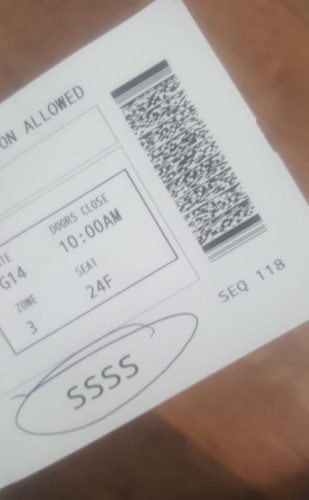 ON ALLOWED
TE DOORS CLOSE
G14 10:00AM
ZONE SEAT
3 24F
SEQ 118
SSSS